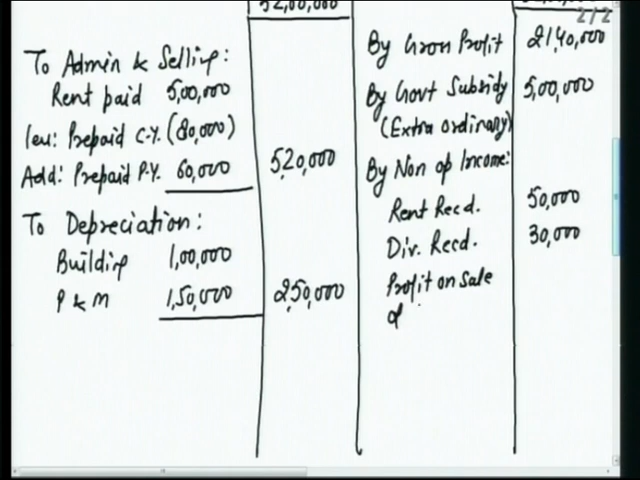 52,00,000
2/2
To Admin & Selling:
Rent paid 5,00,000
less: Prepaid C.Y. (80,000)
Add: Prepaid P.Y. 60,000 5,20,000
To Depreciation:
Building 1,00,000
P & M 1,50,000 2,50,000
By Gross Profit 21,40,000
By Govt Subsidy 5,00,000
(Extra ordinary)
By Non op Income:
Rent Recd. 50,000
Div. Recd. 30,000
Profit on sale
of